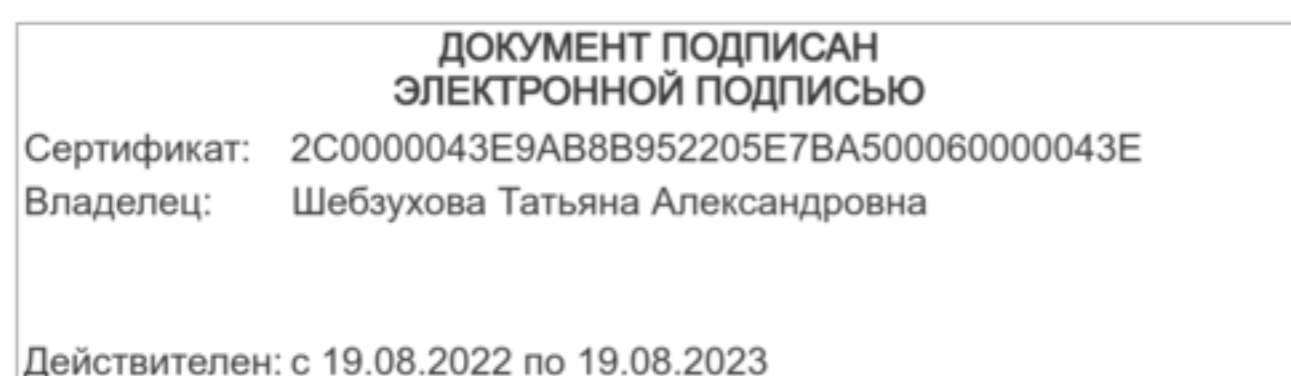 ДОКУМЕНТ ПОДПИСАН
ЭЛЕКТРОННОЙ ПОДПИСЬЮ
Сертификат: 2C0000043E9AB8B952205E7BA500060000043E
Владелец: Шебзухова Татьяна Александровна
Действителен: с 19.08.2022 по 19.08.2023